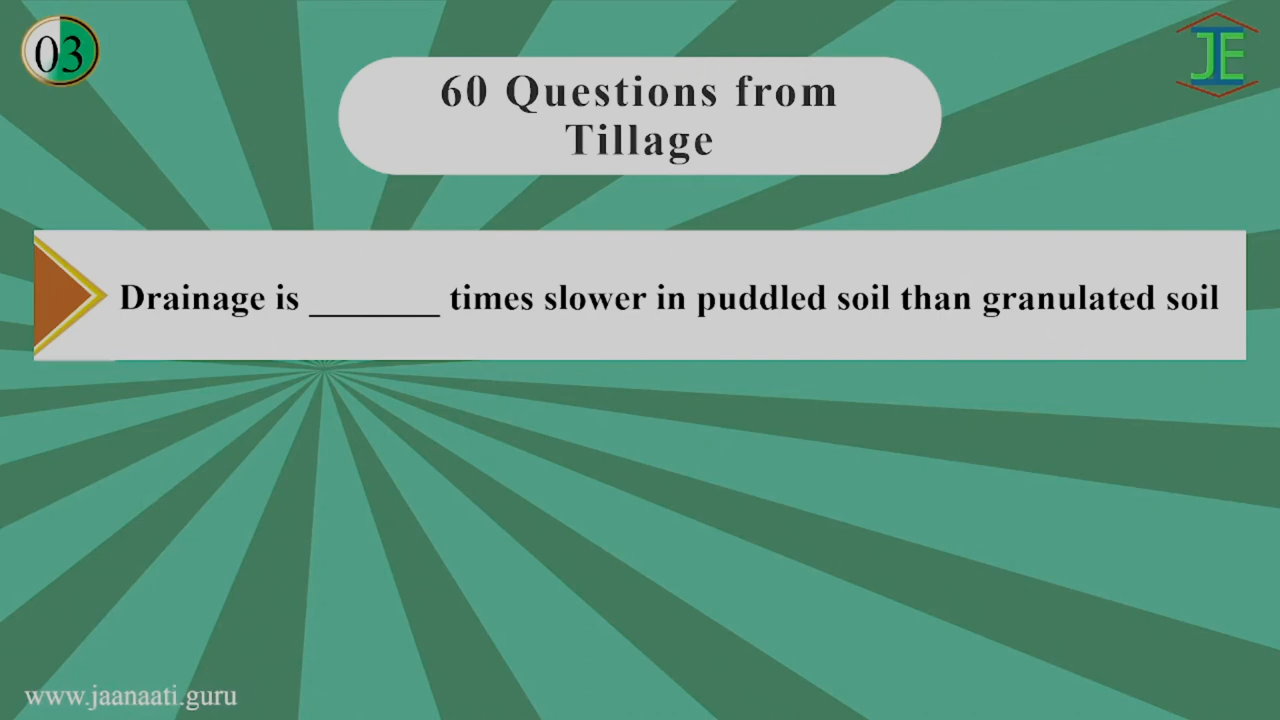 03
JE
60 Questions from
Tillage
Drainage is _______ times slower in puddled soil than granulated soil
www.jaanaati.guru